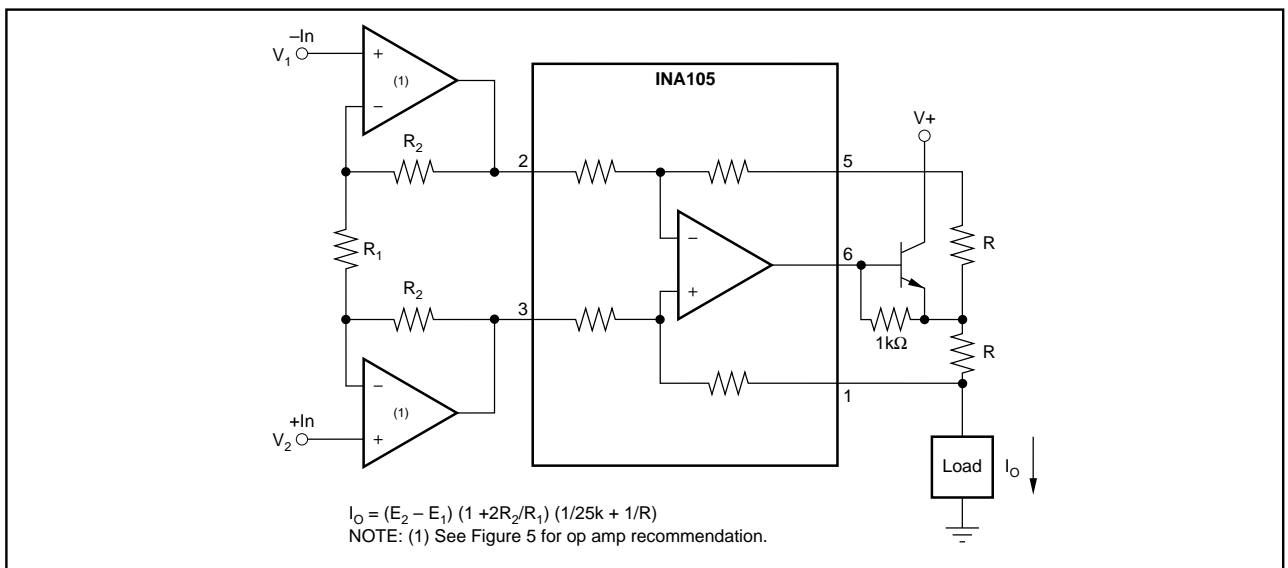 –In
V1
+
(1)
–
R2
INA105
V+
2
5
R1
–
+
6
R
R2
3
1kΩ
R
–
(1)
+
+In
V2
1
Load
IO
IO = (E2 – E1) (1 +2R2/R1) (1/25k + 1/R)
NOTE: (1) See Figure 5 for op amp recommendation.